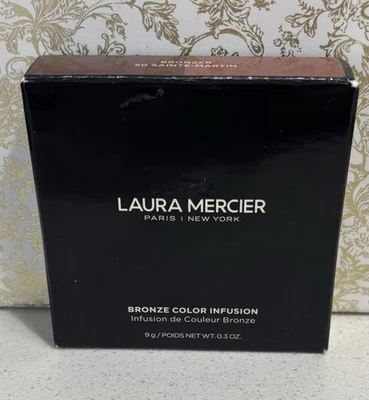 BRONZER
50 SAINTE-MARTIN
LAURA MERCIER
PARIS | NEW YORK
BRONZE COLOR INFUSION
Infusion de Couleur Bronze
9 g / POIDS NET WT. 0.3 OZ.